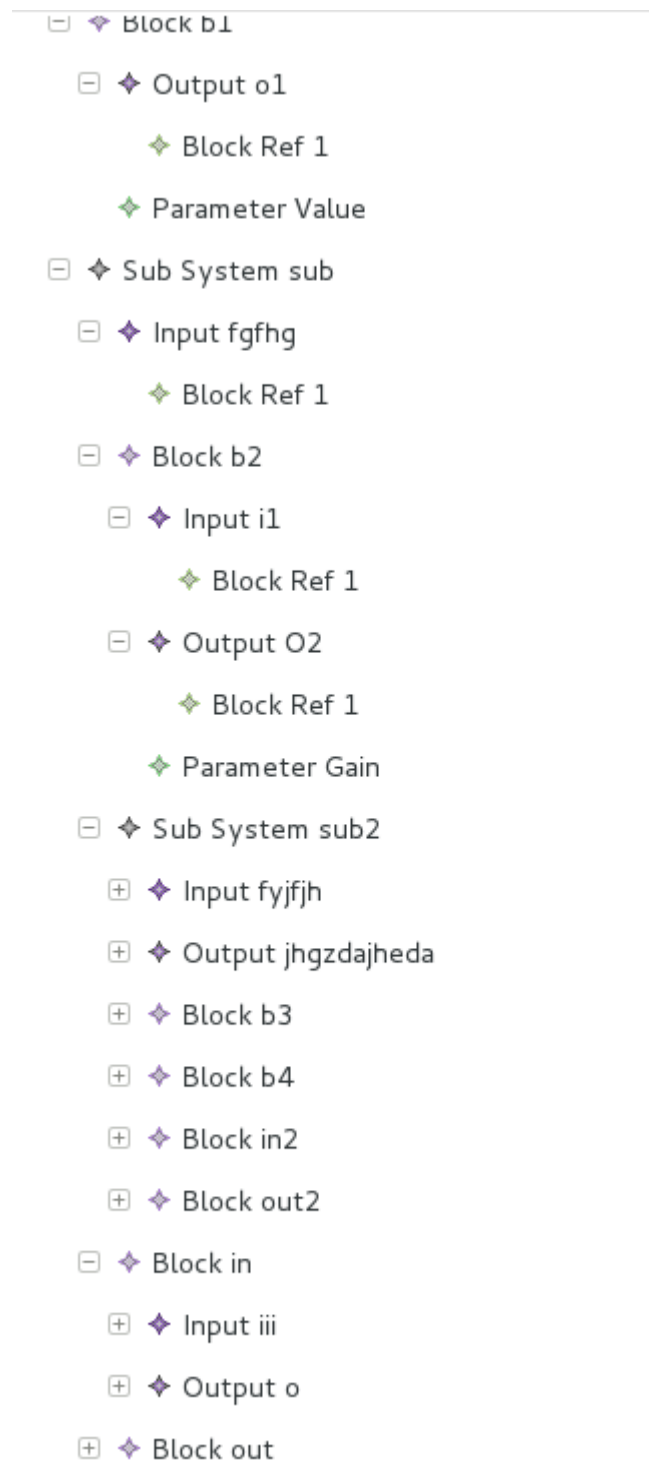 Block b1
Output o1
Block Ref 1
Parameter Value
Sub System sub
Input fgfhg
Block Ref 1
Block b2
Input i1
Block Ref 1
Output O2
Block Ref 1
Parameter Gain
Sub System sub2
Input fyjfjh
Output jhgzdajheda
Block b3
Block b4
Block in2
Block out2
Block in
Input iii
Output o
Block out